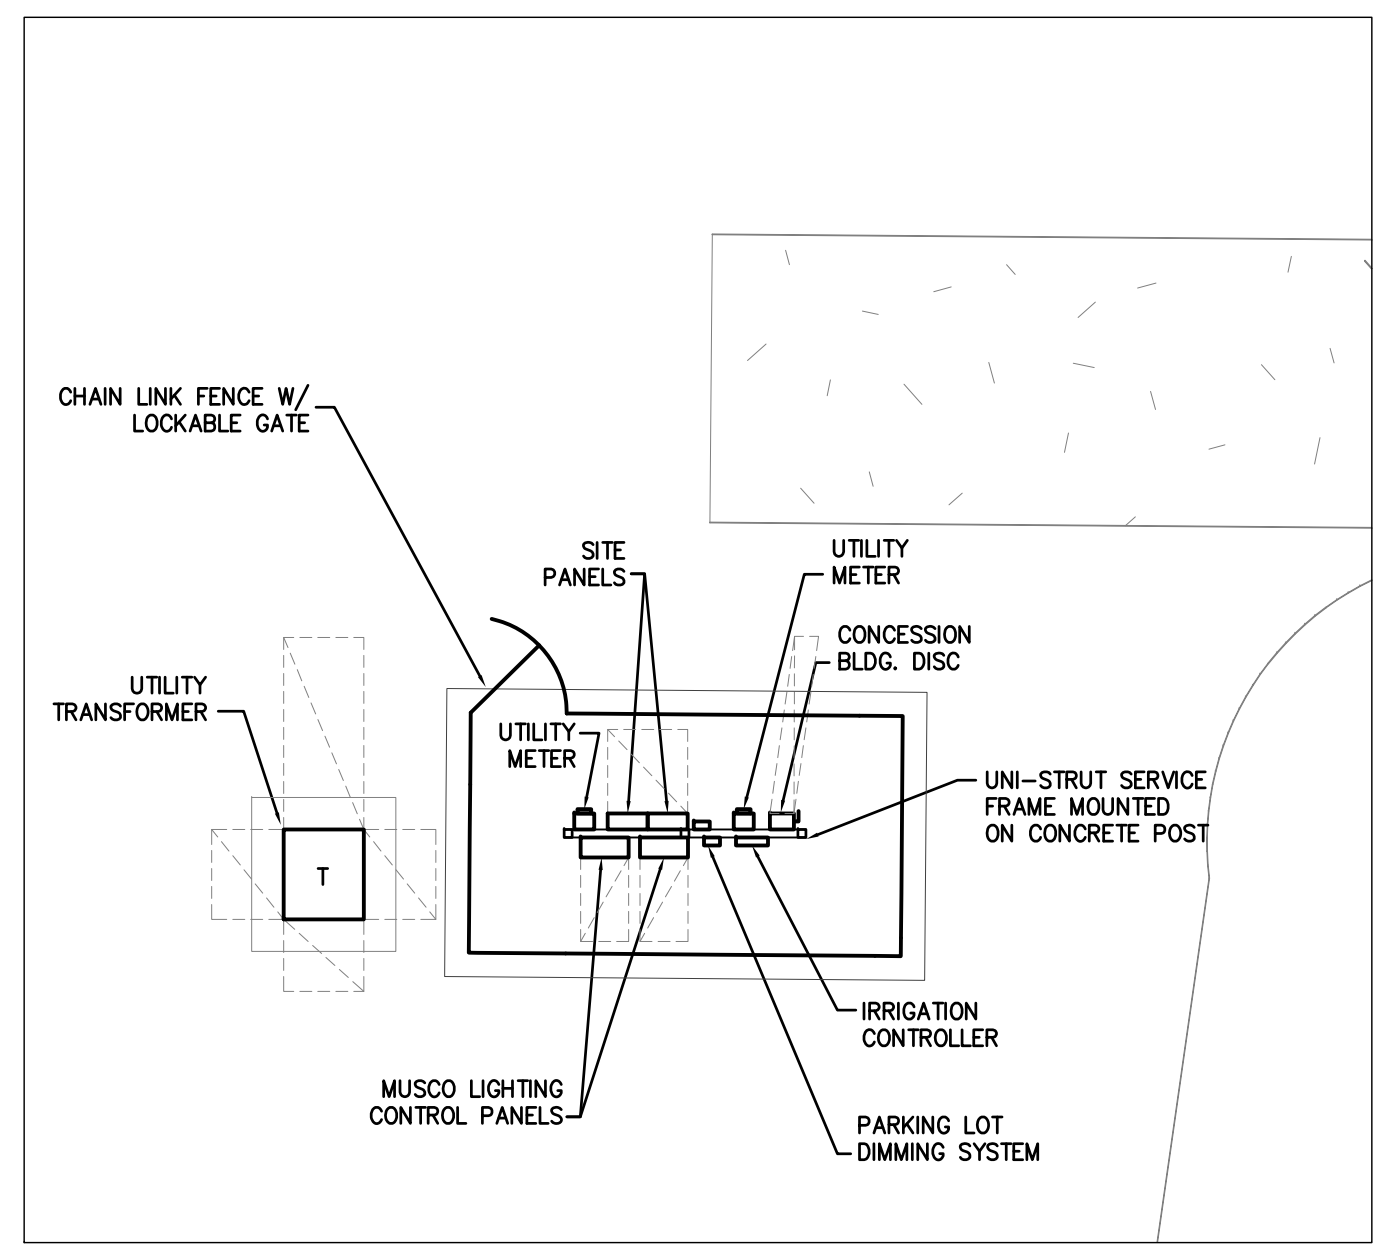 CHAIN LINK FENCE W/
LOCKABLE GATE
SITE
PANELS
UTILITY
METER
CONCESSION
BLDG. DISC
UTILITY
TRANSFORMER
UTILITY
METER
UNI-STRUT SERVICE
FRAME MOUNTED
ON CONCRETE POST
T
IRRIGATION
CONTROLLER
MUSCO LIGHTING
CONTROL PANELS
PARKING LOT
DIMMING SYSTEM